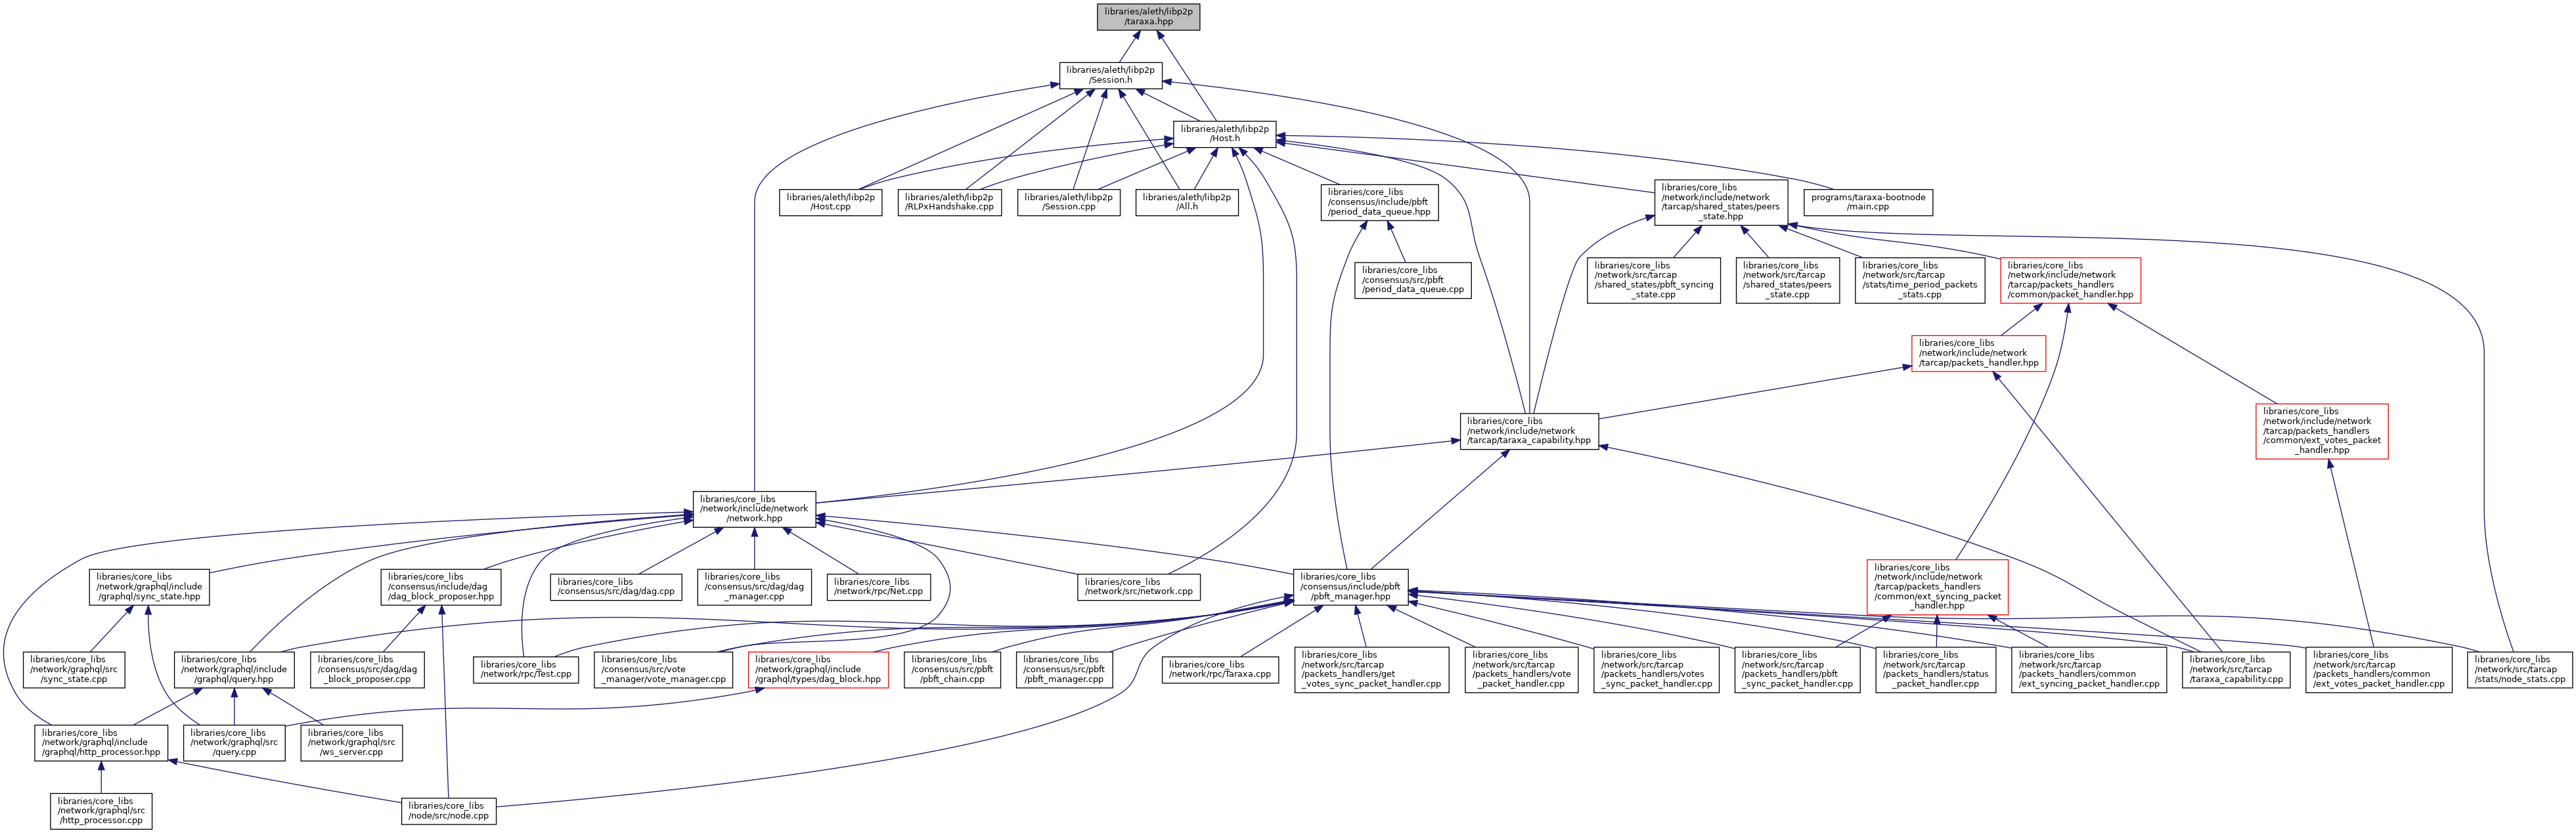 libraries/aleth/libp2p
/taraxa.hpp
libraries/aleth/libp2p
/Session.h
libraries/aleth/libp2p
/Host.h
libraries/aleth/libp2p
/Host.cpp
libraries/aleth/libp2p
/RLPxHandshake.cpp
libraries/aleth/libp2p
/Session.cpp
libraries/aleth/libp2p
/All.h
libraries/core_libs
/consensus/include/pbft
/period_data_queue.hpp
libraries/core_libs
/network/include/network
/tarcap/shared_states/peers
_state.hpp
programs/taraxa-bootnode
/main.cpp
libraries/core_libs
/consensus/src/pbft
/period_data_queue.cpp
libraries/core_libs
/network/src/tarcap
/shared_states/pbft_syncing
_state.cpp
libraries/core_libs
/network/src/tarcap
/shared_states/peers
_state.cpp
libraries/core_libs
/network/src/tarcap
/stats/time_period_packets
_stats.cpp
libraries/core_libs
/network/include/network
/tarcap/packets_handlers
/common/packet_handler.hpp
libraries/core_libs
/network/include/network
/tarcap/packets_handler.hpp
libraries/core_libs
/network/include/network
/tarcap/taraxa_capability.hpp
libraries/core_libs
/network/include/network
/tarcap/packets_handlers
/common/ext_votes_packet
_handler.hpp
libraries/core_libs
/network/include/network
/network.hpp
libraries/core_libs
/network/graphql/include
/graphql/sync_state.hpp
libraries/core_libs
/consensus/include/dag
/dag_block_proposer.hpp
libraries/core_libs
/consensus/src/dag/dag.cpp
libraries/core_libs
/consensus/src/dag/dag
_manager.cpp
libraries/core_libs
/network/rpc/Net.cpp
libraries/core_libs
/network/src/network.cpp
libraries/core_libs
/consensus/include/pbft
/pbft_manager.hpp
libraries/core_libs
/network/include/network
/tarcap/packets_handlers
/common/ext_syncing_packet
_handler.hpp
libraries/core_libs
/network/graphql/src
/sync_state.cpp
libraries/core_libs
/network/graphql/include
/graphql/query.hpp
libraries/core_libs
/consensus/src/dag/dag
_block_proposer.cpp
libraries/core_libs
/network/rpc/Test.cpp
libraries/core_libs
/consensus/src/vote
_manager/vote_manager.cpp
libraries/core_libs
/network/graphql/include
/graphql/types/dag_block.hpp
libraries/core_libs
/consensus/src/pbft
/pbft_chain.cpp
libraries/core_libs
/consensus/src/pbft
/pbft_manager.cpp
libraries/core_libs
/network/rpc/Taraxa.cpp
libraries/core_libs
/network/src/tarcap
/packets_handlers/get
_votes_sync_packet_handler.cpp
libraries/core_libs
/network/src/tarcap
/packets_handlers/vote
_packet_handler.cpp
libraries/core_libs
/network/src/tarcap
/packets_handlers/votes
_sync_packet_handler.cpp
libraries/core_libs
/network/src/tarcap
/packets_handlers/pbft
_sync_packet_handler.cpp
libraries/core_libs
/network/src/tarcap
/packets_handlers/status
_packet_handler.cpp
libraries/core_libs
/network/src/tarcap
/packets_handlers/common
/ext_syncing_packet_handler.cpp
libraries/core_libs
/network/src/tarcap
/taraxa_capability.cpp
libraries/core_libs
/network/src/tarcap
/packets_handlers/common
/ext_votes_packet_handler.cpp
libraries/core_libs
/network/src/tarcap
/stats/node_stats.cpp
libraries/core_libs
/network/graphql/include
/graphql/http_processor.hpp
libraries/core_libs
/network/graphql/src
/query.cpp
libraries/core_libs
/network/graphql/src
/ws_server.cpp
libraries/core_libs
/network/graphql/src
/http_processor.cpp
libraries/core_libs
/node/src/node.cpp